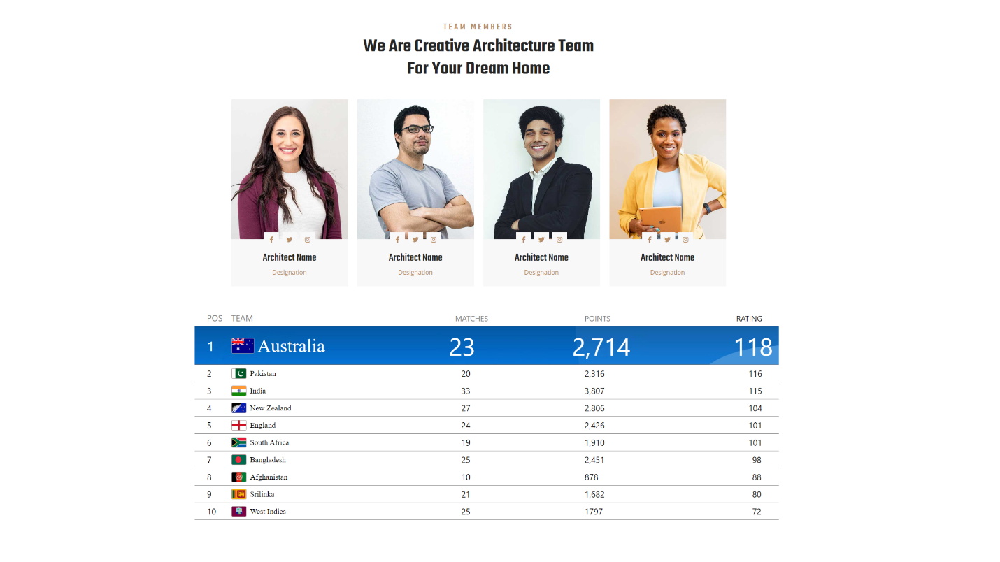 TEAM MEMBERS
We Are Creative Architecture Team
For Your Dream Home
Architect Name
Designation
Architect Name
Designation
Architect Name
Designation
Architect Name
Designation
POS TEAM MATCHES POINTS RATING
1 Australia 23 2,714 118
2 Pakistan 20 2,316 116
3 India 33 3,807 115
4 New Zealand 27 2,806 104
5 England 24 2,426 101
6 South Africa 19 1,910 101
7 Bangladesh 25 2,451 98
8 Afghanistan 10 878 88
9 Srilinka 21 1,682 80
10 West Indies 25 1797 72